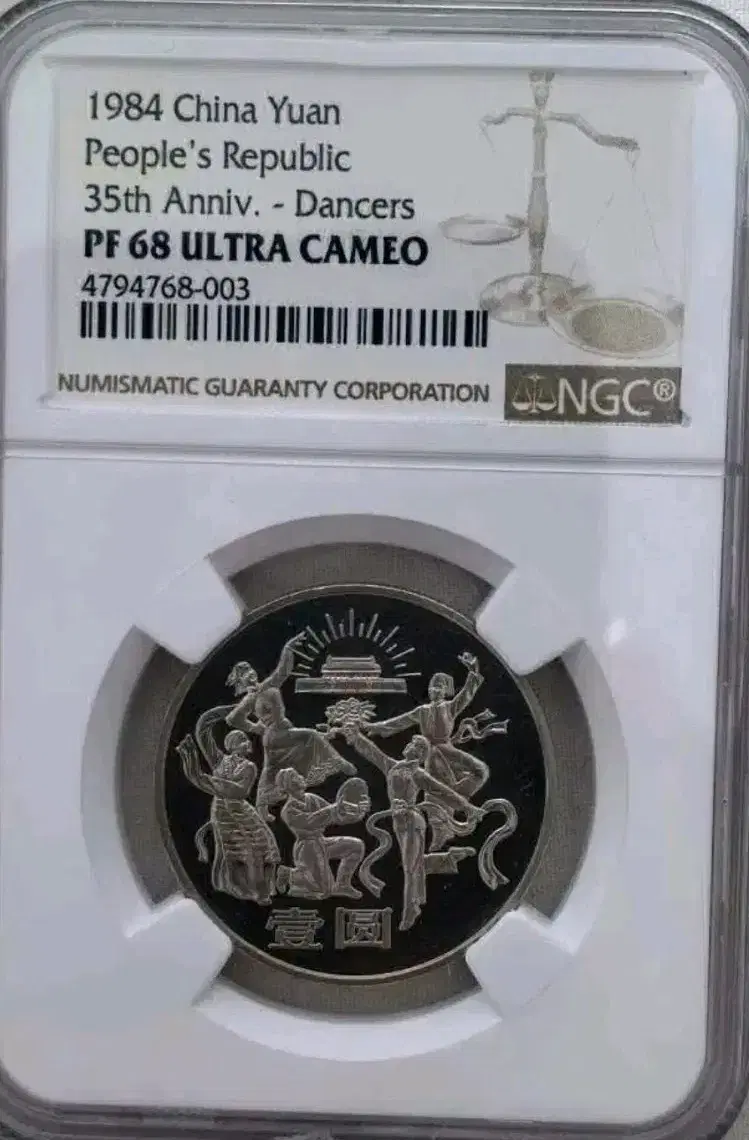 1984 China Yuan
People's Republic
35th Anniv. - Dancers
PF 68 ULTRA CAMEO
4794768-003
NUMISMATIC GUARANTY CORPORATION
NGC®
壹圆